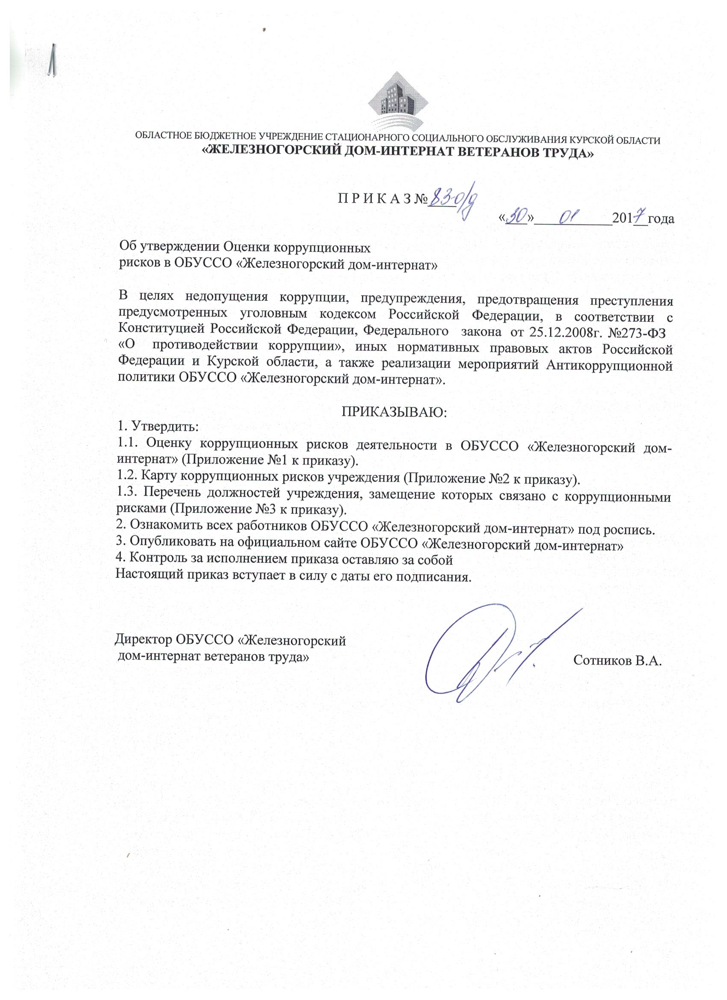 ОБЛАСТНОЕ БЮДЖЕТНОЕ УЧРЕЖДЕНИЕ СТАЦИОНАРНОГО СОЦИАЛЬНОГО ОБСЛУЖИВАНИЯ КУРСКОЙ ОБЛАСТИ
«ЖЕЛЕЗНОГОРСКИЙ ДОМ-ИНТЕРНАТ ВЕТЕРАНОВ ТРУДА»
П Р И К А З № 83-о/д
«30» 01 2017 года
Об утверждении Оценки коррупционных
рисков в ОБУССО «Железногорский дом-интернат»
В целях недопущения коррупции, предупреждения, предотвращения преступления
предусмотренных уголовным кодексом Российской Федерации, в соответствии с
Конституцией Российской Федерации, Федерального закона от 25.12.2008г. №273-ФЗ
«О противодействии коррупции», иных нормативных правовых актов Российской
Федерации и Курской области, а также реализации мероприятий Антикоррупционной
политики ОБУССО «Железногорский дом-интернат».
ПРИКАЗЫВАЮ:
1. Утвердить:
1.1. Оценку коррупционных рисков деятельности в ОБУССО «Железногорский дом-
интернат» (Приложение №1 к приказу).
1.2. Карту коррупционных рисков учреждения (Приложение №2 к приказу).
1.3. Перечень должностей учреждения, замещение которых связано с коррупционными
рисками (Приложение №3 к приказу).
2. Ознакомить всех работников ОБУССО «Железногорский дом-интернат» под роспись.
3. Опубликовать на официальном сайте ОБУССО «Железногорский дом-интернат»
4. Контроль за исполнением приказа оставляю за собой
Настоящий приказ вступает в силу с даты его подписания.
Директор ОБУССО «Железногорский
дом-интернат ветеранов труда»
Сотников В.А.